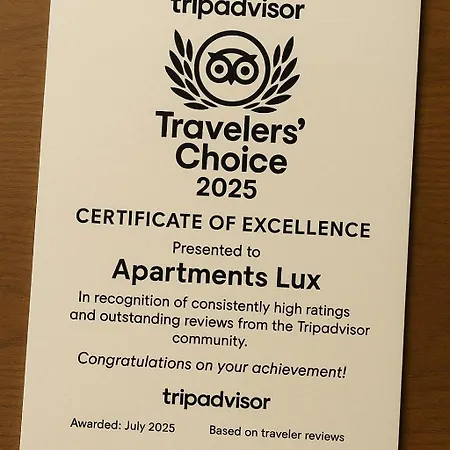 tripadvisor
Travelers’
Choice
2025
CERTIFICATE OF EXCELLENCE
Presented to
Apartments Lux
In recognition of consistently high ratings
and outstanding reviews from the Tripadvisor
community.
Congratulations on your achievement!
tripadvisor
Awarded: July 2025 Based on traveler reviews